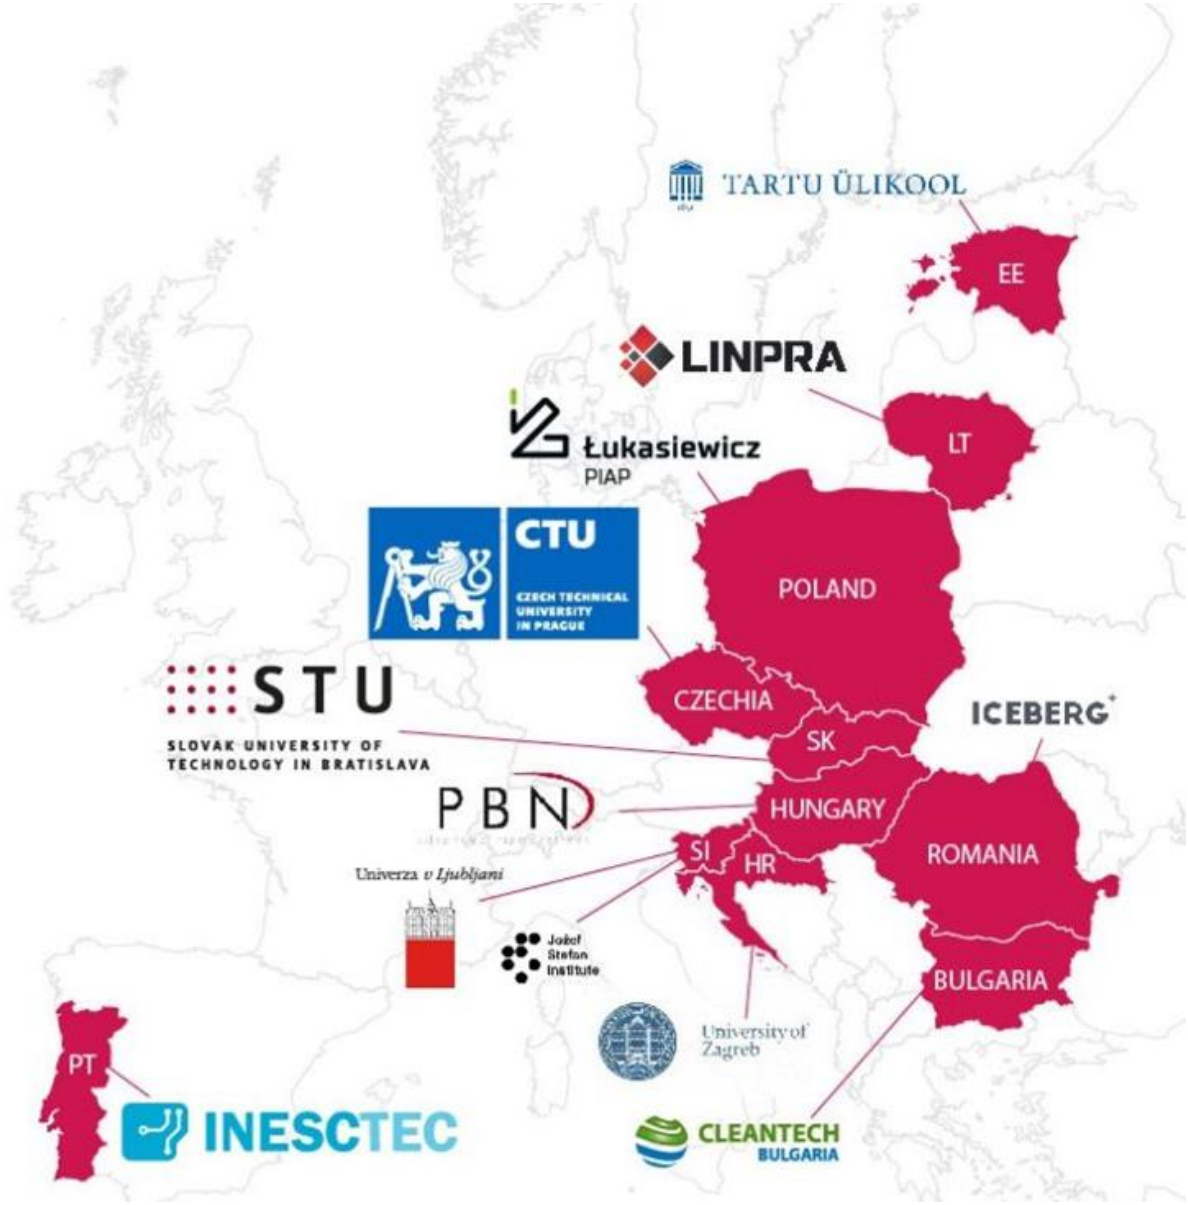 TARTU ÜLIKOOL
EE
LINPRA
LT
Łukasiewicz
PIAP
POLAND
CTU
CZECH TECHNICAL
UNIVERSITY
IN PRAGUE
CZECHIA
ICEBERG+
STU
SLOVAK UNIVERSITY OF
TECHNOLOGY IN BRATISLAVA
SK
PBN
HUNGARY
SI
HR
ROMANIA
Univerza v Ljubljani
Jožef
Stefan
Institute
BULGARIA
University of
Zagreb
PT
INESCTEC
CLEANTECH
BULGARIA